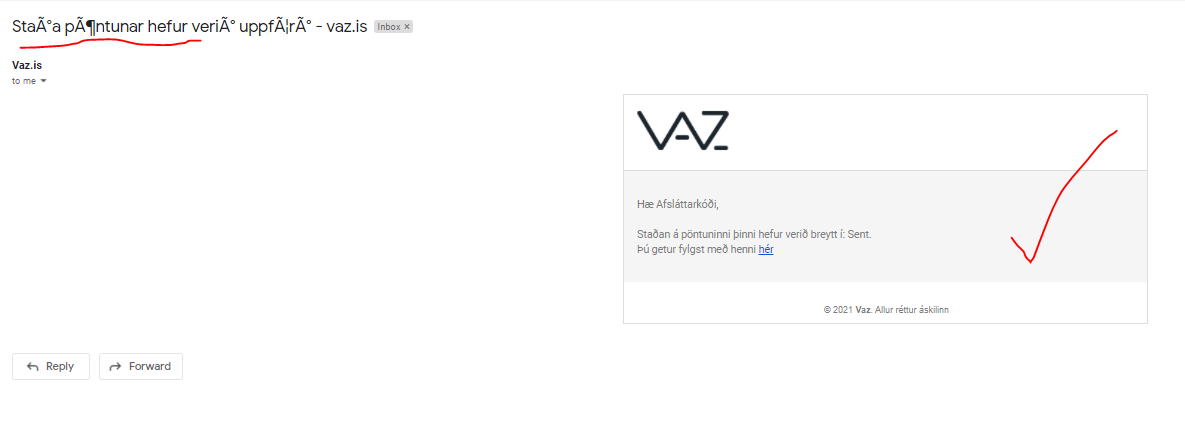 StaÃ°a pÃ¶ntunar hefur veriÃ° uppfÃ¦rÃ° - vaz.is Inbox ×
Vaz.is
to me
VAZ
Hæ Afsláttarkóði,
Staðan á pöntuninni þinni hefur verið breytt í: Sent.
Þú getur fylgst með henni hér
© 2021 Vaz. Allur réttur áskilinn
Reply Forward